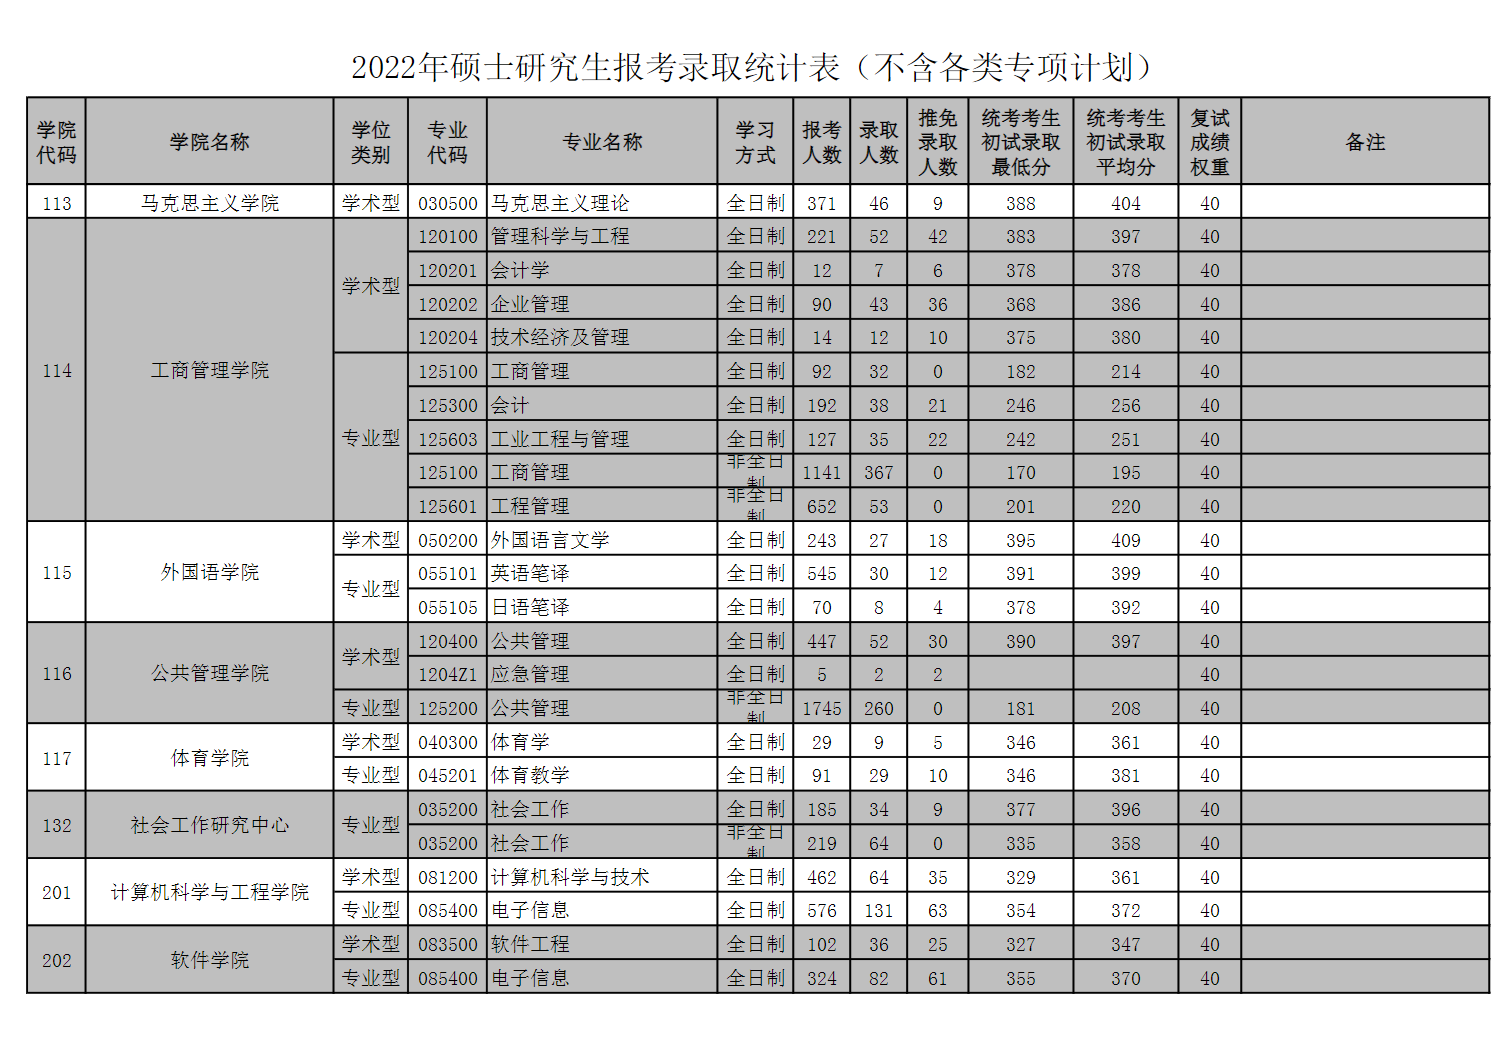 2022年硕士研究生报考录取统计表（不含各类专项计划）
学院代码 学院名称 学位类别 专业代码 专业名称 学习方式 报考人数 录取人数 推免录取人数 统考考生初试录取最低分 统考考生初试录取平均分 复试成绩权重 备注
113 马克思主义学院 学术型 030500 马克思主义理论 全日制 371 46 9 388 404 40
114 工商管理学院 学术型 120100 管理科学与工程 全日制 221 52 42 383 397 40
120201 会计学 全日制 12 7 6 378 378 40
120202 企业管理 全日制 90 43 36 368 386 40
120204 技术经济及管理 全日制 14 12 10 375 380 40
专业型 125100 工商管理 全日制 92 32 0 182 214 40
125300 会计 全日制 192 38 21 246 256 40
125603 工业工程与管理 全日制 127 35 22 242 251 40
125100 工商管理 非全日制 1141 367 0 170 195 40
125601 工程管理 非全日制 652 53 0 201 220 40
115 外国语学院 学术型 050200 外国语言文学 全日制 243 27 18 395 409 40
专业型 055101 英语笔译 全日制 545 30 12 391 399 40
055105 日语笔译 全日制 70 8 4 378 392 40
116 公共管理学院 学术型 120400 公共管理 全日制 447 52 30 390 397 40
1204Z1 应急管理 全日制 5 2 2 40
专业型 125200 公共管理 非全日制 1745 260 0 181 208 40
117 体育学院 学术型 040300 体育学 全日制 29 9 5 346 361 40
专业型 045201 体育教学 全日制 91 29 10 346 381 40
132 社会工作研究中心 专业型 035200 社会工作 全日制 185 34 9 377 396 40
035200 社会工作 非全日制 219 64 0 335 358 40
201 计算机科学与工程学院 学术型 081200 计算机科学与技术 全日制 462 64 35 329 361 40
专业型 085400 电子信息 全日制 576 131 63 354 372 40
202 软件学院 学术型 083500 软件工程 全日制 102 36 25 327 347 40
专业型 085400 电子信息 全日制 324 82 61 355 370 40